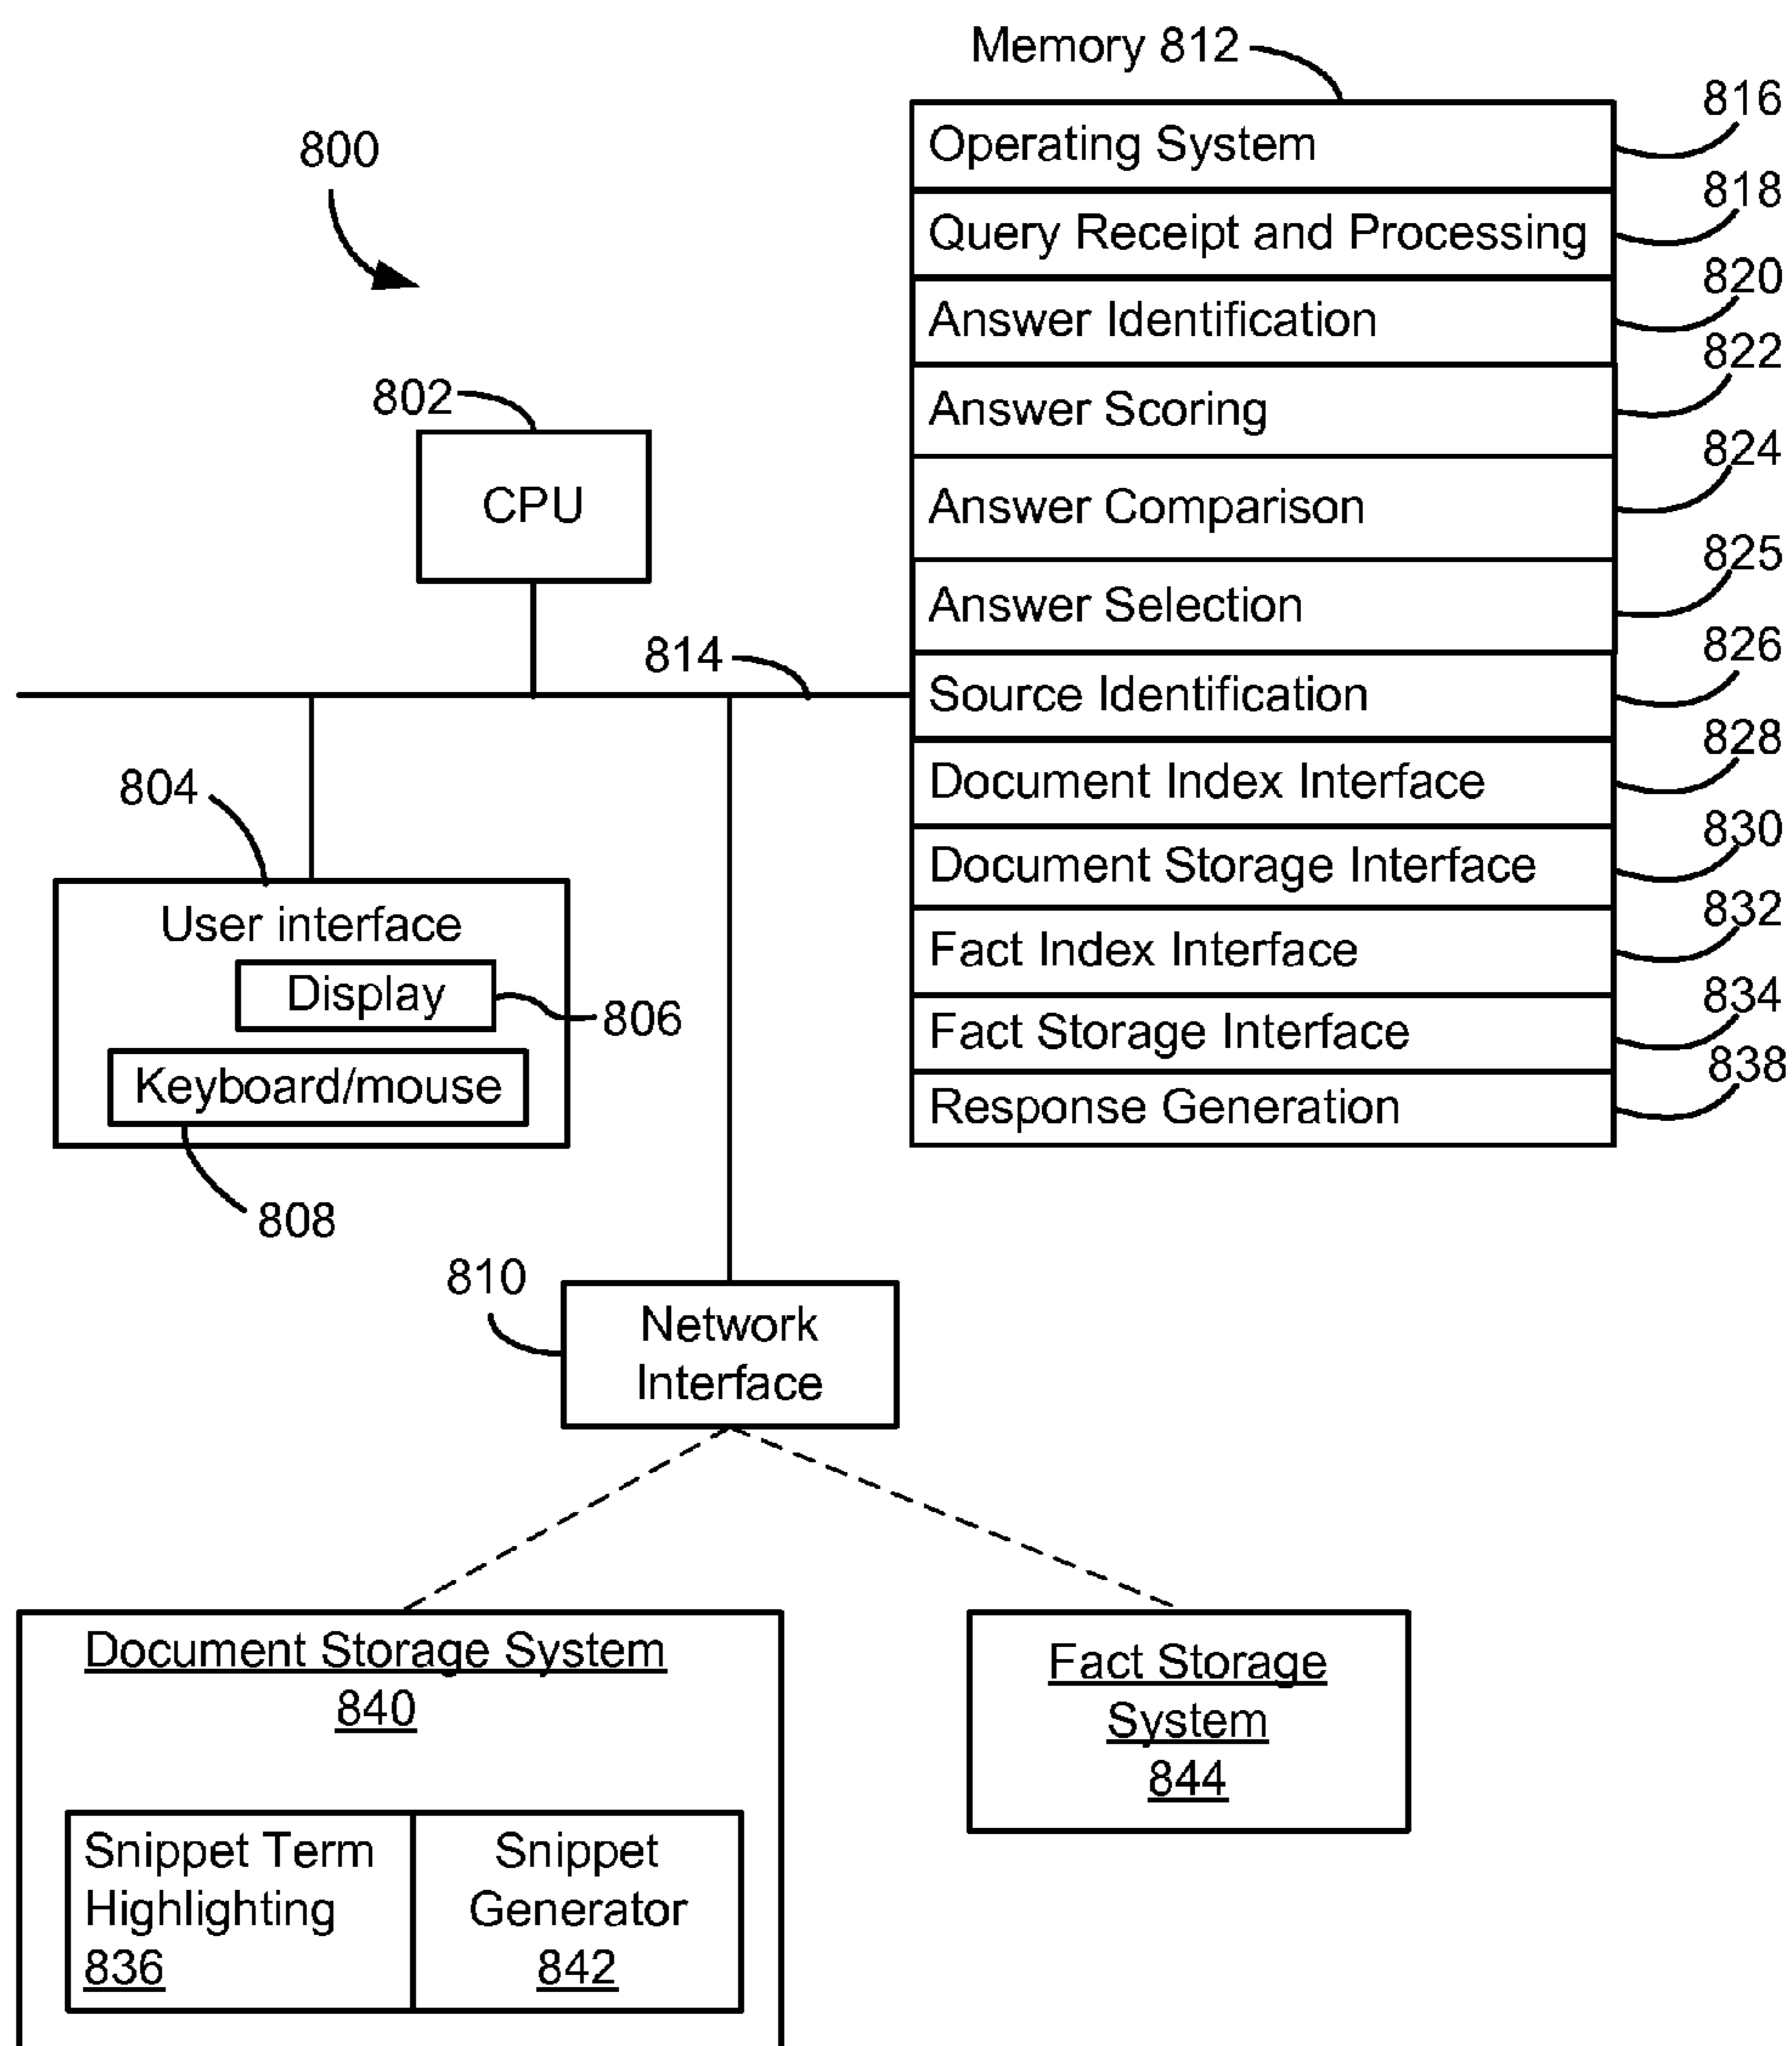 Memory 812
800
Operating System
816
Query Receipt and Processing
818
Answer Identification
820
Answer Scoring
822
Answer Comparison
824
Answer Selection
825
Source Identification
826
Document Index Interface
828
Document Storage Interface
830
Fact Index Interface
832
Fact Storage Interface
834
Response Generation
838
802
CPU
814
804
User interface
Display
806
Keyboard/mouse
808
810
Network
Interface
Document Storage System
840
Snippet Term
Highlighting
836
Snippet
Generator
842
Fact Storage
System
844